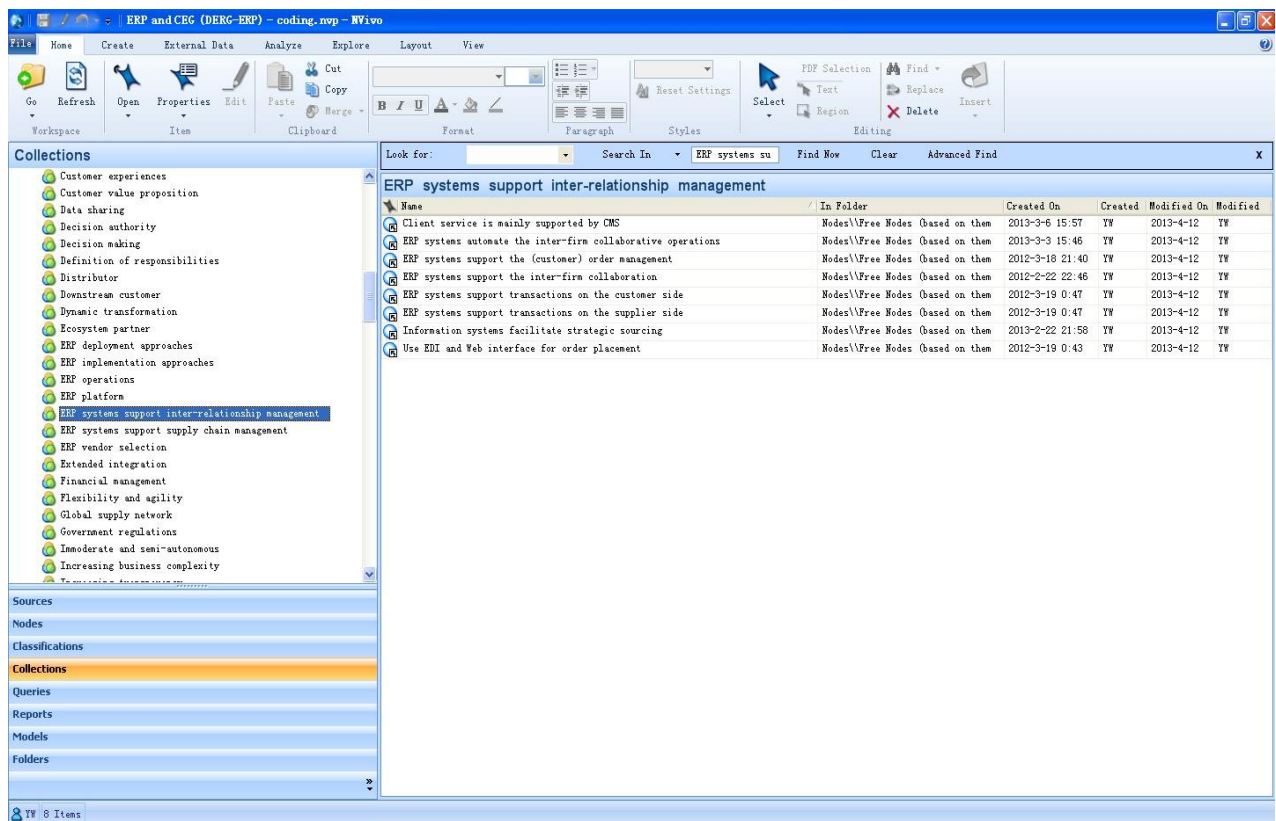 ERP and CEG (DERG-ERP) - coding.nvp - NVivo
File Home Create External Data Analyze Explore Layout View
Go Refresh Open Properties Edit Paste Cut Copy Merge
B I U A Reset Settings Select PDF Selection Text Region Find Replace Delete Insert
Workspace Item Clipboard Format Paragraph Styles Editing
Collections
Customer experiences
Customer value proposition
Data sharing
Decision authority
Decision making
Definition of responsibilities
Distributor
Downstream customer
Dynamic transformation
Ecosystem partner
ERP deployment approaches
ERP implementation approaches
ERP operations
ERP platform
ERP systems support inter-relationship management
ERP systems support supply chain management
ERP vendor selection
Extended integration
Financial management
Flexibility and agility
Global supply network
Government regulations
Immoderate and semi-autonomous
Increasing business complexity
Sources
Nodes
Classifications
Collections
Queries
Reports
Models
Folders
Look for: Search In ERP systems su Find Now Clear Advanced Find x
ERP systems support inter-relationship management
Name In Folder Created On Created Modified On Modified
Client service is mainly supported by CMS Nodes\\Free Nodes (based on them 2013-3-6 15:57 YW 2013-4-12 YW
ERP systems automate the inter-firm collaborative operations Nodes\\Free Nodes (based on them 2013-3-3 15:46 YW 2013-4-12 YW
ERP systems support the (customer) order management Nodes\\Free Nodes (based on them 2012-3-18 21:40 YW 2013-4-12 YW
ERP systems support the inter-firm collaboration Nodes\\Free Nodes (based on them 2012-2-22 22:46 YW 2013-4-12 YW
ERP systems support transactions on the customer side Nodes\\Free Nodes (based on them 2012-3-19 0:47 YW 2013-4-12 YW
ERP systems support transactions on the supplier side Nodes\\Free Nodes (based on them 2012-3-19 0:47 YW 2013-4-12 YW
Information systems facilitate strategic sourcing Nodes\\Free Nodes (based on them 2013-2-22 21:58 YW 2013-4-12 YW
Use EDI and Web interface for order placement Nodes\\Free Nodes (based on them 2012-3-19 0:43 YW 2013-4-12 YW
YW 8 Items